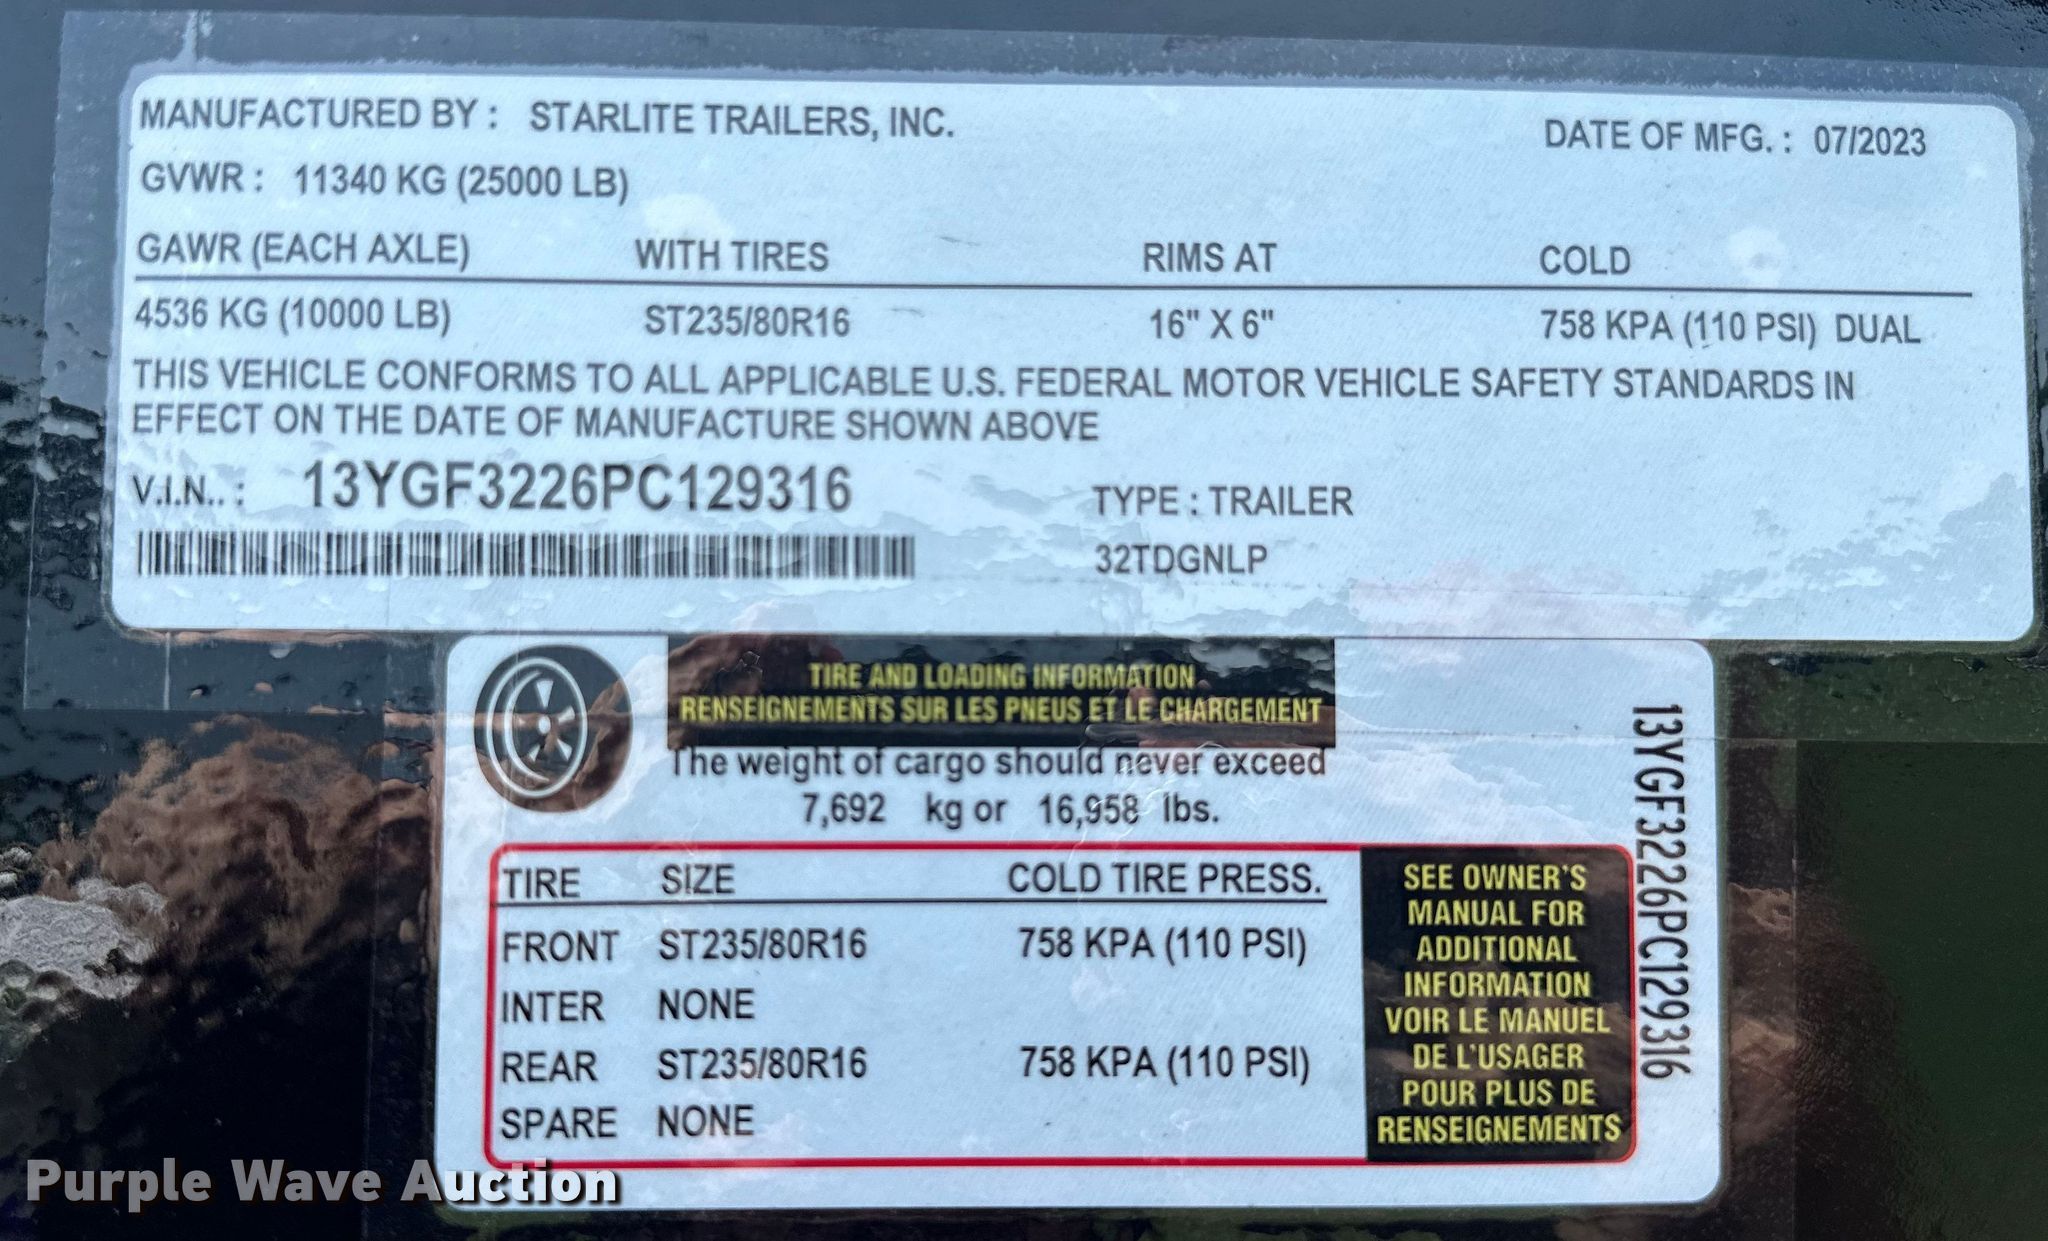 MANUFACTURED BY : STARLITE TRAILERS, INC.
DATE OF MFG. : 07/2023
GVWR : 11340 KG (25000 LB)
GAWR (EACH AXLE) WITH TIRES RIMS AT COLD
4536 KG (10000 LB) ST235/80R16 16" X 6" 758 KPA (110 PSI) DUAL
THIS VEHICLE CONFORMS TO ALL APPLICABLE U.S. FEDERAL MOTOR VEHICLE SAFETY STANDARDS IN
EFFECT ON THE DATE OF MANUFACTURE SHOWN ABOVE
V.I.N.. : 13YGF3226PC129316 TYPE : TRAILER
32TDGNLP
TIRE AND LOADING INFORMATION
RENSEIGNEMENTS SUR LES PNEUS ET LE CHARGEMENT
The weight of cargo should never exceed
7,692 kg or 16,958 lbs.
TIRE SIZE COLD TIRE PRESS.
FRONT ST235/80R16 758 KPA (110 PSI)
INTER NONE
REAR ST235/80R16 758 KPA (110 PSI)
SPARE NONE
SEE OWNER'S
MANUAL FOR
ADDITIONAL
INFORMATION
VOIR LE MANUEL
DE L'USAGER
POUR PLUS DE
RENSEIGNEMENTS
13YGF3226PC129316
Purple Wave Auction